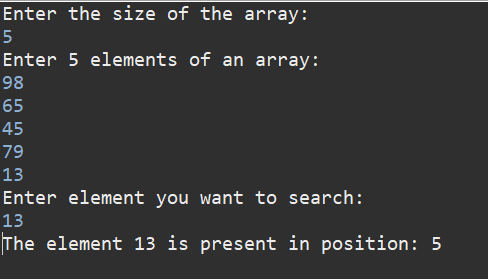 Enter the size of the array:
5
Enter 5 elements of an array:
98
65
45
79
13
Enter element you want to search:
13
The element 13 is present in position: 5